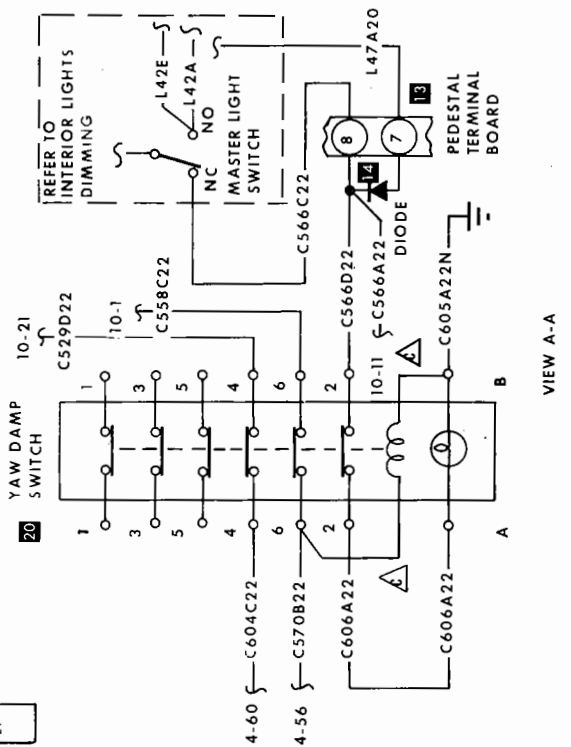 REFER TO
INTERIOR LIGHTS
DIMMING
L42E
L42A
NO
NC
MASTER LIGHT
SWITCH
L47A20
13
PEDESTAL
TERMINAL
BOARD
8
7
14
DIODE
C566C22
10-21
C529D22
10-1
C558C22
C566D22
C566A22
10-11
C
C605A22N
YAW DAMP
SWITCH
20
1
3
5
4
6
2
B
1
3
5
4
6
2
A
C
4-60
C604C22
4-56
C570B22
C606A22
C606A22
VIEW A-A